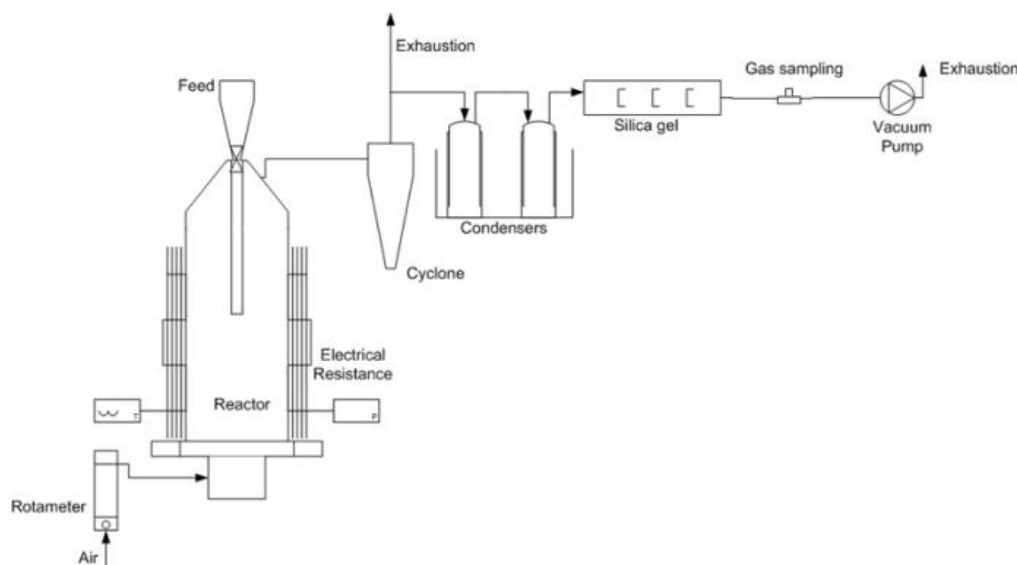 Exhaustion
Feed
Gas sampling
Exhaustion
Silica gel
Vacuum
Pump
Condensers
Cyclone
Electrical
Resistance
Reactor
T
P
Rotameter
Air